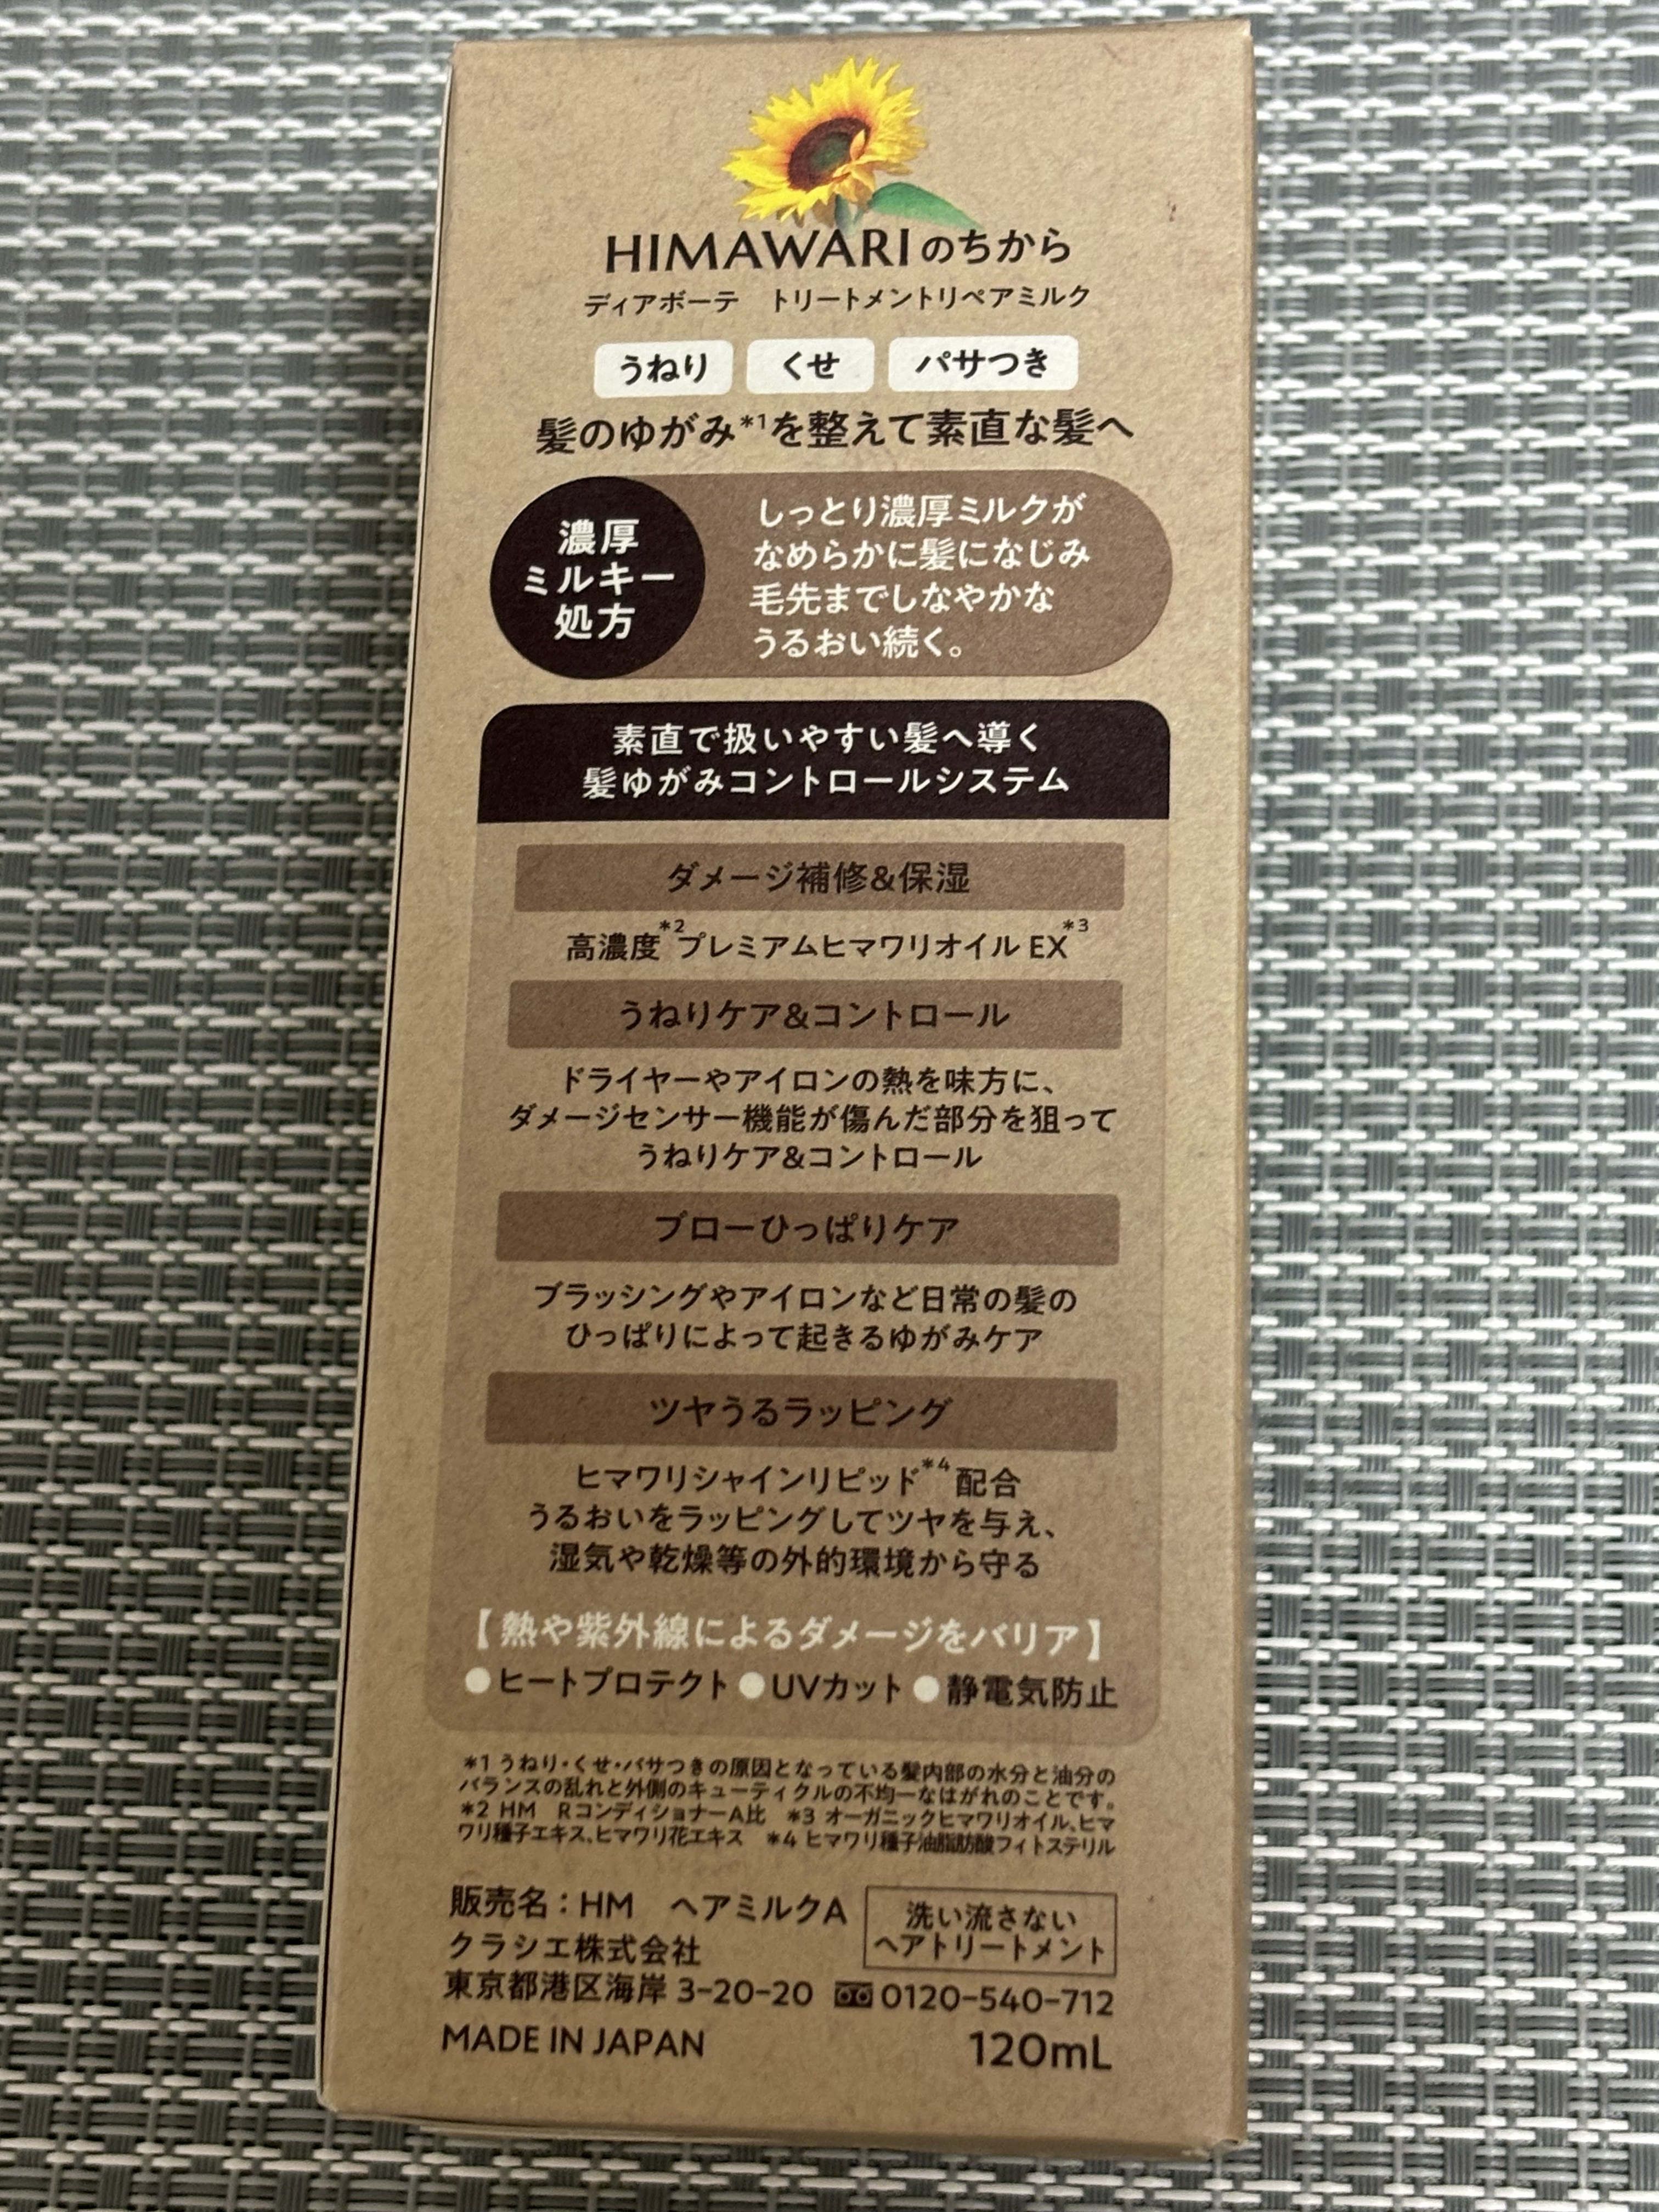 HIMAWARIのちから
ディアボーテ　トリートメントリペアミルク
うねり くせ パサつき
髪のゆがみ*1を整えて素直な髪へ
濃厚
ミルキー
処方
しっとり濃厚ミルクが
なめらかに髪になじみ
毛先までしなやかな
うるおい続く。
素直で扱いやすい髪へ導く
髪ゆがみコントロールシステム
ダメージ補修&保湿
高濃度*2プレミアムヒマワリオイル EX*3
うねりケア&コントロール
ドライヤーやアイロンの熱を味方に、
ダメージセンサー機能が傷んだ部分を狙って
うねりケア&コントロール
ブローひっぱりケア
ブラッシングやアイロンなど日常の髪の
ひっぱりによって起きるゆがみケア
ツヤうるラッピング
ヒマワリシャインリピッド*4配合
うるおいをラッピングしてツヤを与え、
湿気や乾燥等の外的環境から守る
【熱や紫外線によるダメージをバリア】
●ヒートプロテクト●UVカット●静電気防止
*1 うねり・くせ・パサつきの原因となっている髪内部の水分と油分の
バランスの乱れと外側のキューティクルの不均一なはがれのことです。
*2 HM　RコンディショナーA比　*3 オーガニックヒマワリオイル、ヒマ
ワリ種子エキス、ヒマワリ花エキス　*4 ヒマワリ種子油脂肪酸フィトステリル
販売名：HM　ヘアミルクA
洗い流さない
ヘアトリートメント
クラシエ株式会社
東京都港区海岸 3-20-20 0120-540-712
MADE IN JAPAN 120mL